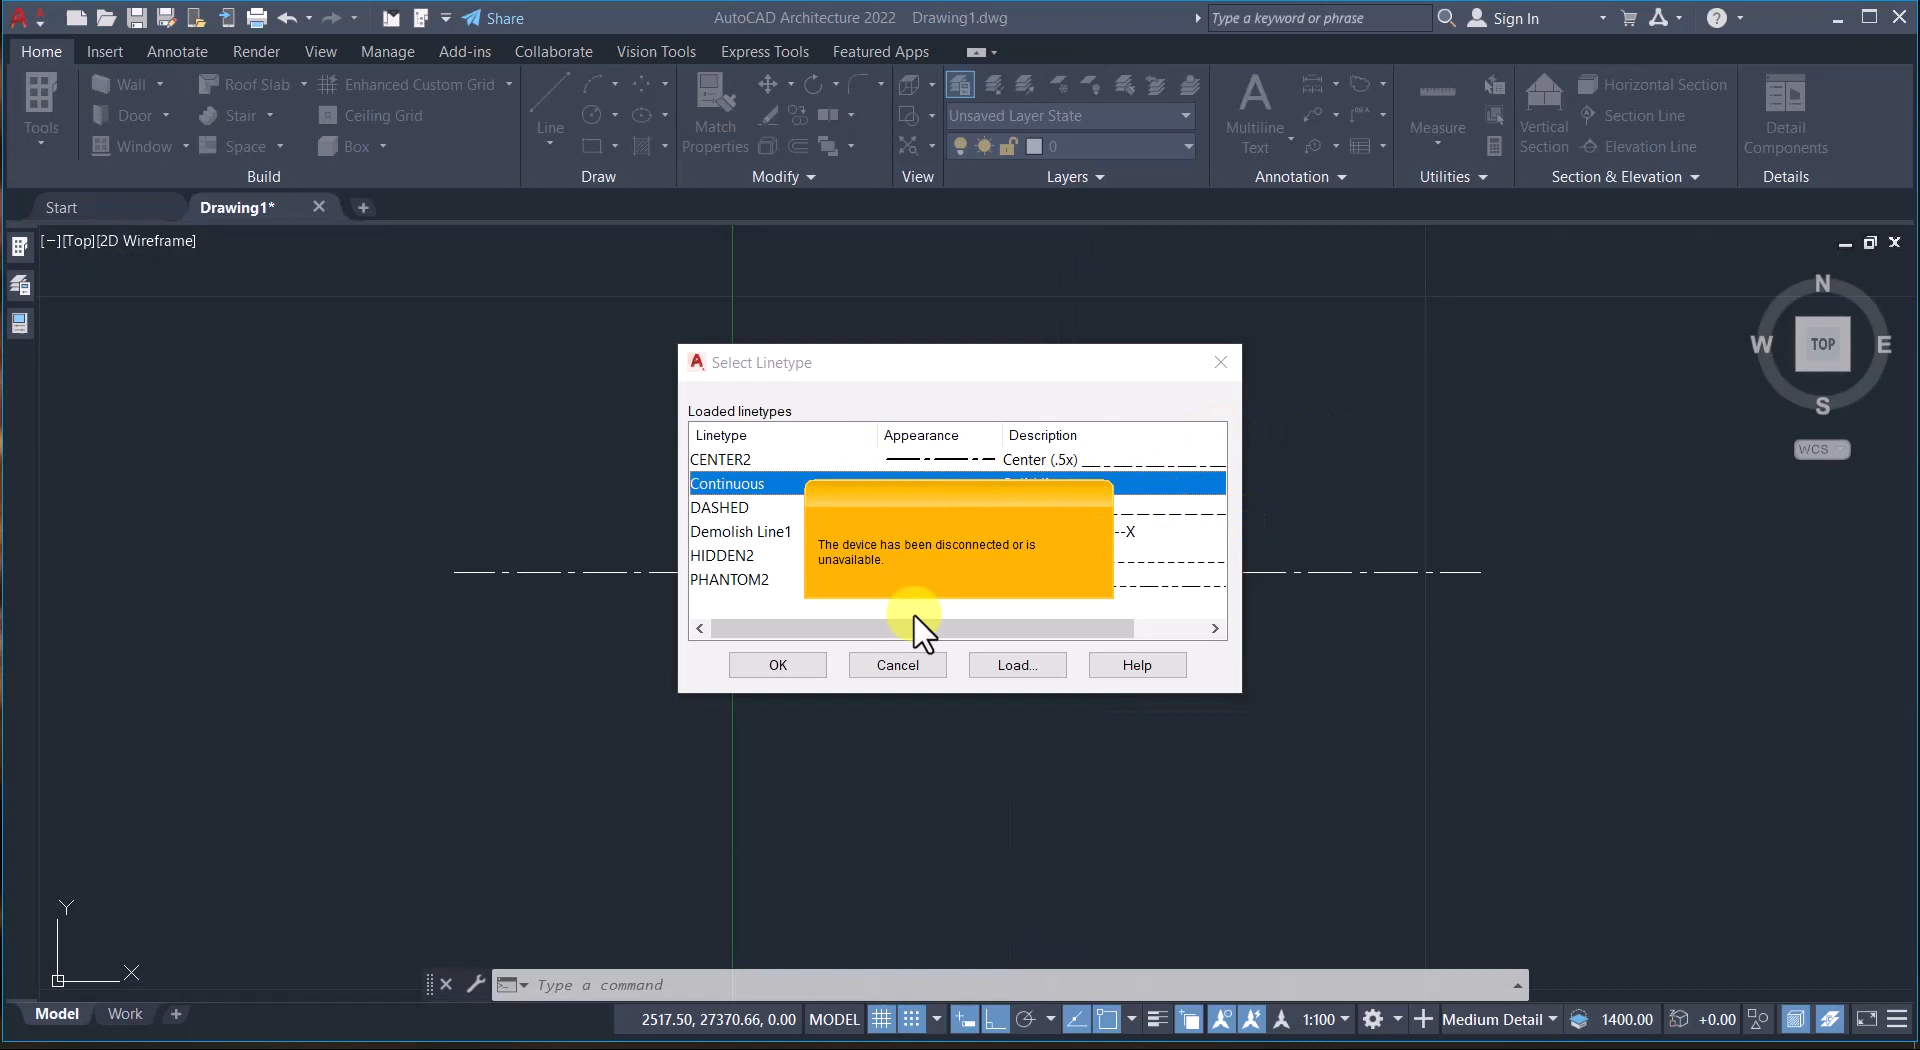 Share
AutoCAD Architecture 2022 Drawing1.dwg
Type a keyword or phrase
Sign In
Home Insert Annotate Render View Manage Add-ins Collaborate Vision Tools Express Tools Featured Apps
Tools
Wall
Door
Window
Roof Slab
Stair
Space
Enhanced Custom Grid
Ceiling Grid
Box
Build
Line
Draw
Match
Properties
Modify
View
Unsaved Layer State
0
Layers
Multiline
Text
Annotation
Measure
Utilities
Vertical
Section
Horizontal Section
Section Line
Elevation Line
Section & Elevation
Detail
Components
Details
Start
Drawing1*
[−][Top][2D Wireframe]
N
W
TOP
E
S
WCS
Select Linetype
Loaded linetypes
Linetype Appearance Description
CENTER2 Center (.5x)
Continuous
DASHED
Demolish Line1 --X
HIDDEN2
PHANTOM2
The device has been disconnected or is
unavailable.
OK Cancel Load... Help
Y
X
Type a command
Model Work
2517.50, 27370.66, 0.00 MODEL 1:100 Medium Detail 1400.00 +0.00